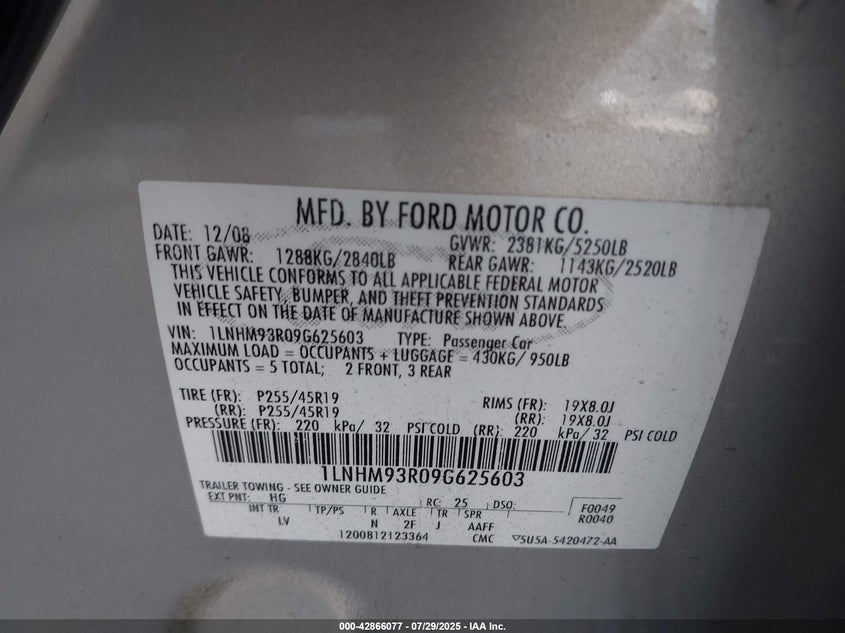 MFD. BY FORD MOTOR CO.
DATE: 12/08 GVWR: 2381KG/5250LB
FRONT GAWR: 1288KG/2840LB REAR GAWR: 1143KG/2520LB
THIS VEHICLE CONFORMS TO ALL APPLICABLE FEDERAL MOTOR
VEHICLE SAFETY, BUMPER, AND THEFT PREVENTION STANDARDS
IN EFFECT ON THE DATE OF MANUFACTURE SHOWN ABOVE
VIN: 1LNHM93R09G625603 TYPE: Passenger Car
MAXIMUM LOAD = OCCUPANTS + LUGGAGE = 430KG/ 950LB
OCCUPANTS = 5 TOTAL; 2 FRONT, 3 REAR
TIRE (FR): P255/45R19 RIMS (FR): 19X8.0J
(RR): P255/45R19 (RR): 19X8.0J
PRESSURE (FR): 220 kPa/ 32 PSI COLD (RR): 220 kPa/ 32 PSI COLD
1LNHM93R09G625603
TRAILER TOWING - SEE OWNER GUIDE
EXT PNT: HG RC: 25 DSO: F0049
INT TR TP/PS R AXLE TR SPR R0040
LV N 2F J AAFF
1200812123364 CMC 5U5A-5420472-AA
000-42866077 - 07/29/2025 - IAA Inc.